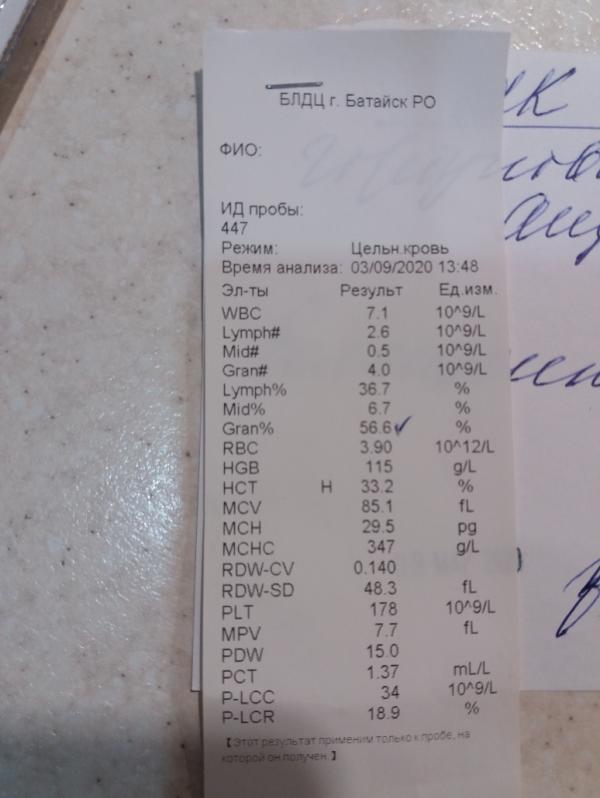 БЛДЦ г. Батайск РО
ФИО:
ИД пробы:
447
Режим: Цельн.кровь
Время анализа: 03/09/2020 13:48
Эл-ты Результ Ед.изм.
WBC 7.1 10^9/L
Lymph# 2.6 10^9/L
Mid# 0.5 10^9/L
Gran# 4.0 10^9/L
Lymph% 36.7 %
Mid% 6.7 %
Gran% 56.6 %
RBC 3.90 10^12/L
HGB 115 g/L
HCT Н 33.2 %
MCV 85.1 fL
MCH 29.5 pg
MCHC 347 g/L
RDW-CV 0.140
RDW-SD 48.3 fL
PLT 178 10^9/L
MPV 7.7 fL
PDW 15.0
PCT 1.37 mL/L
P-LCC 34 10^9/L
P-LCR 18.9 %
【Этот результат применим только к пробе, на
которой он получен.】